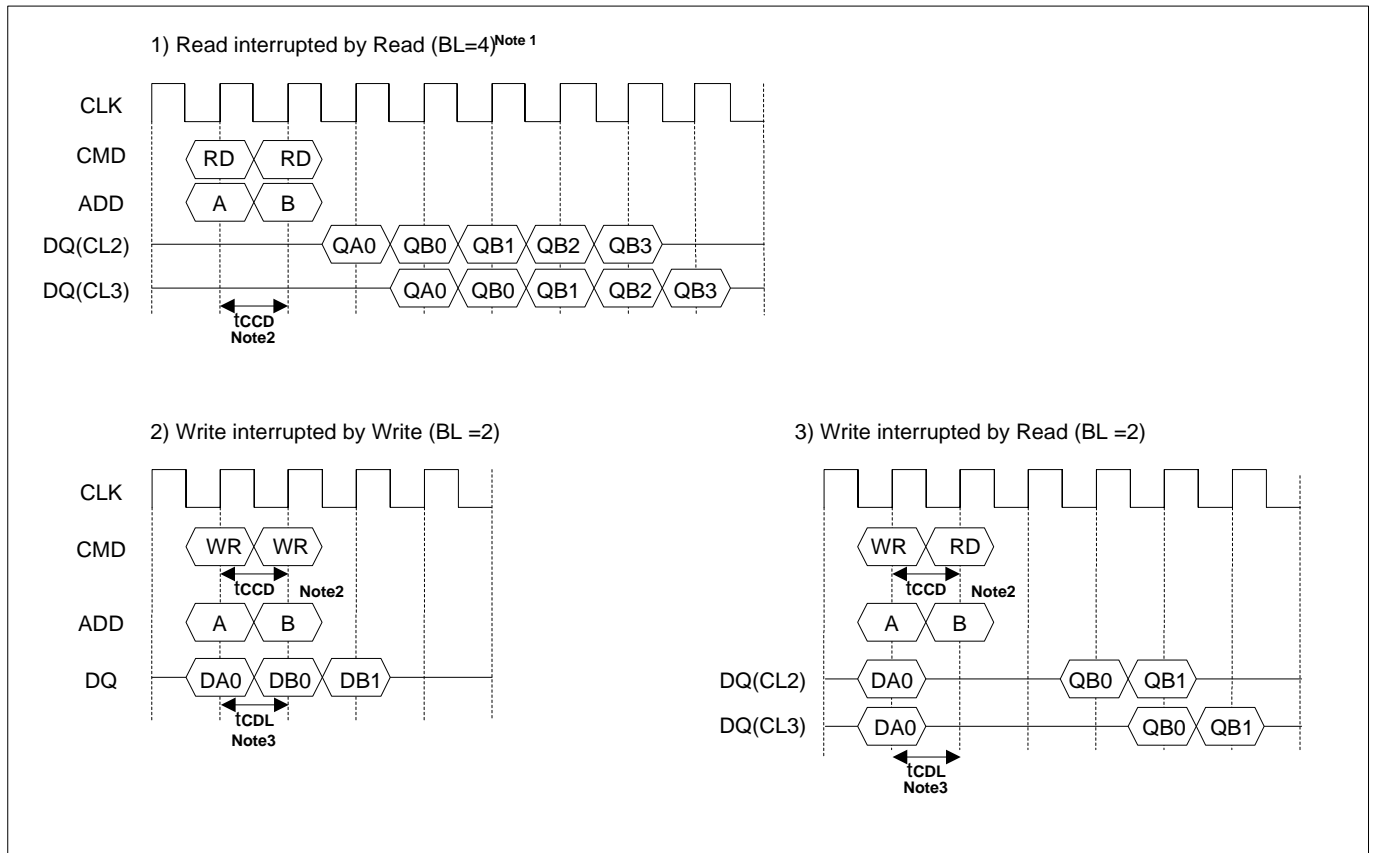 1) Read interrupted by Read (BL=4)Note 1
CLK
CMD RD RD
ADD A B
DQ(CL2) QA0 QB0 QB1 QB2 QB3
DQ(CL3) QA0 QB0 QB1 QB2 QB3
tCCD
Note2
2) Write interrupted by Write (BL =2)
CLK
CMD WR WR
tCCD Note2
ADD A B
DQ DA0 DB0 DB1
tCDL
Note3
3) Write interrupted by Read (BL =2)
WR RD
tCCD Note2
A B
DQ(CL2) DA0 QB0 QB1
DQ(CL3) DA0 QB0 QB1
tCDL
Note3